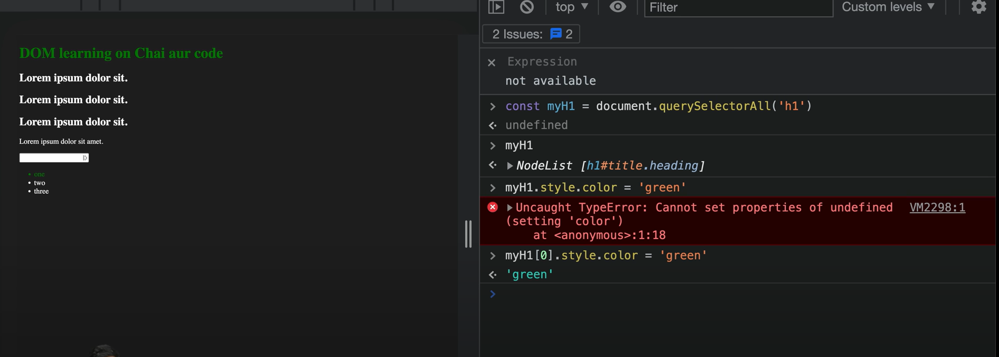 DOM learning on Chai aur code
Lorem ipsum dolor sit.
Lorem ipsum dolor sit.
Lorem ipsum dolor sit.
Lorem ipsum dolor sit amet.
• one
• two
• three
top ▼ Filter Custom levels ▼
2 Issues: 2
Expression
not available
const myH1 = document.querySelectorAll('h1')
undefined
myH1
NodeList [h1#title.heading]
myH1.style.color = 'green'
Uncaught TypeError: Cannot set properties of undefined VM2298:1
(setting 'color')
at <anonymous>:1:18
myH1[0].style.color = 'green'
'green'